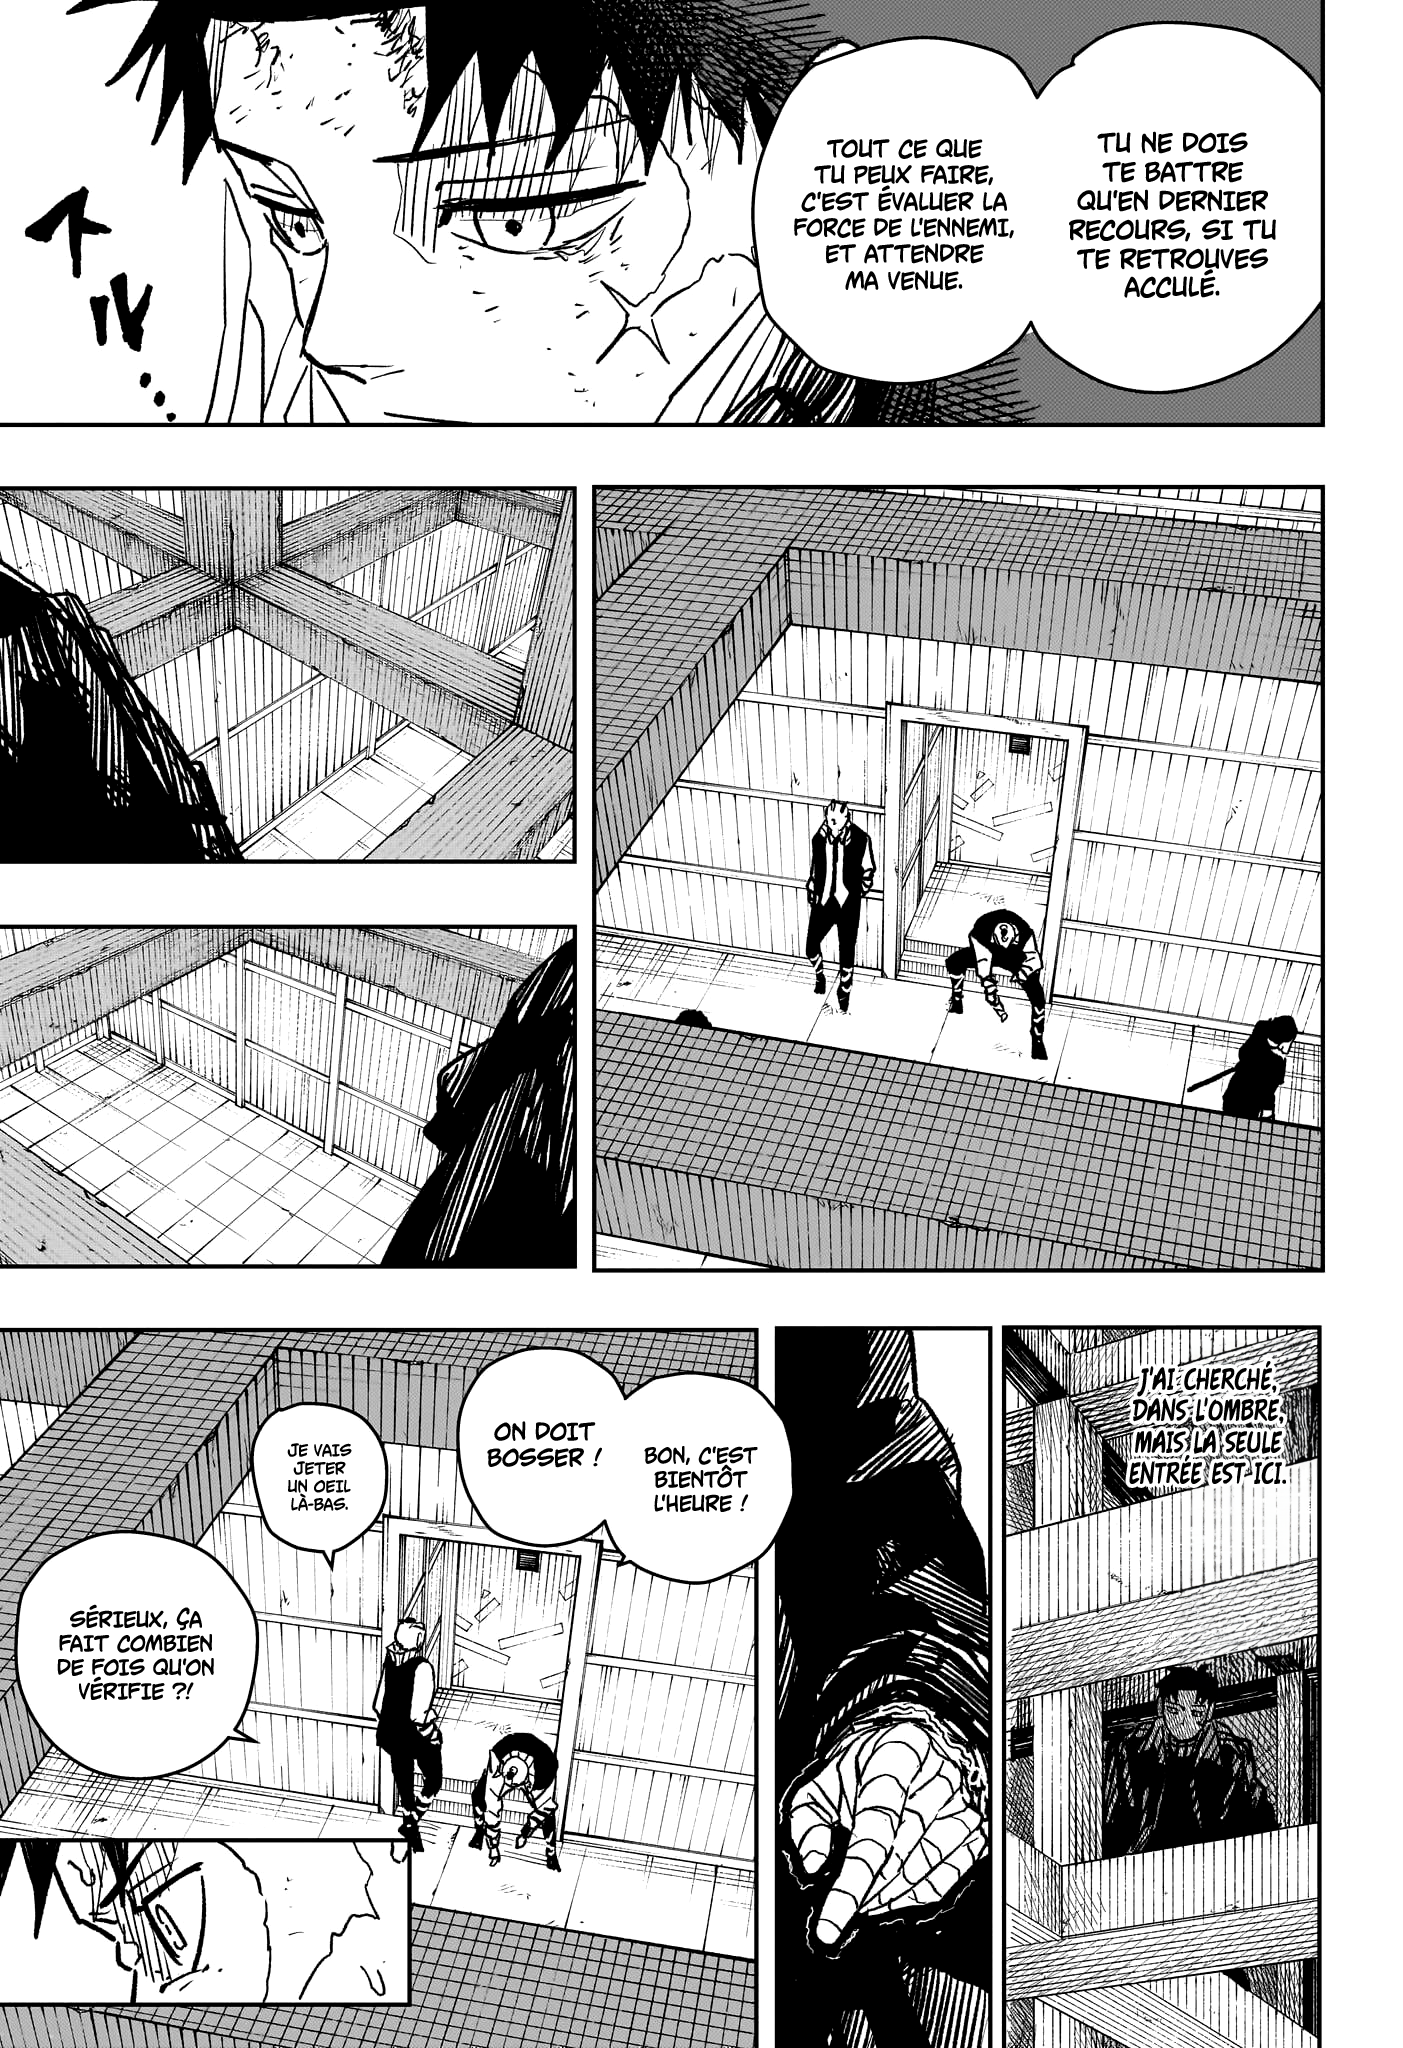 TU NE DOIS
TE BATTRE
QU'EN DERNIER
RECOURS, SI TU
TE RETROUVES
ACCULÉ.
TOUT CE QUE
TU PEUX FAIRE,
C'EST ÉVALUER LA
FORCE DE L'ENNEMI,
ET ATTENDRE
MA VENUE.
スル…
J'AI CHERCHÉ,
DANS L'OMBRE,
MAIS LA SEULE
ENTRÉE EST ICI.
BON, C'EST
BIENTÔT
L'HEURE !
ON DOIT
BOSSER !
JE VAIS
JETER
UN OEIL
LÀ-BAS.
SÉRIEUX, ÇA
FAIT COMBIEN
DE FOIS QU'ON
VÉRIFIE ?!